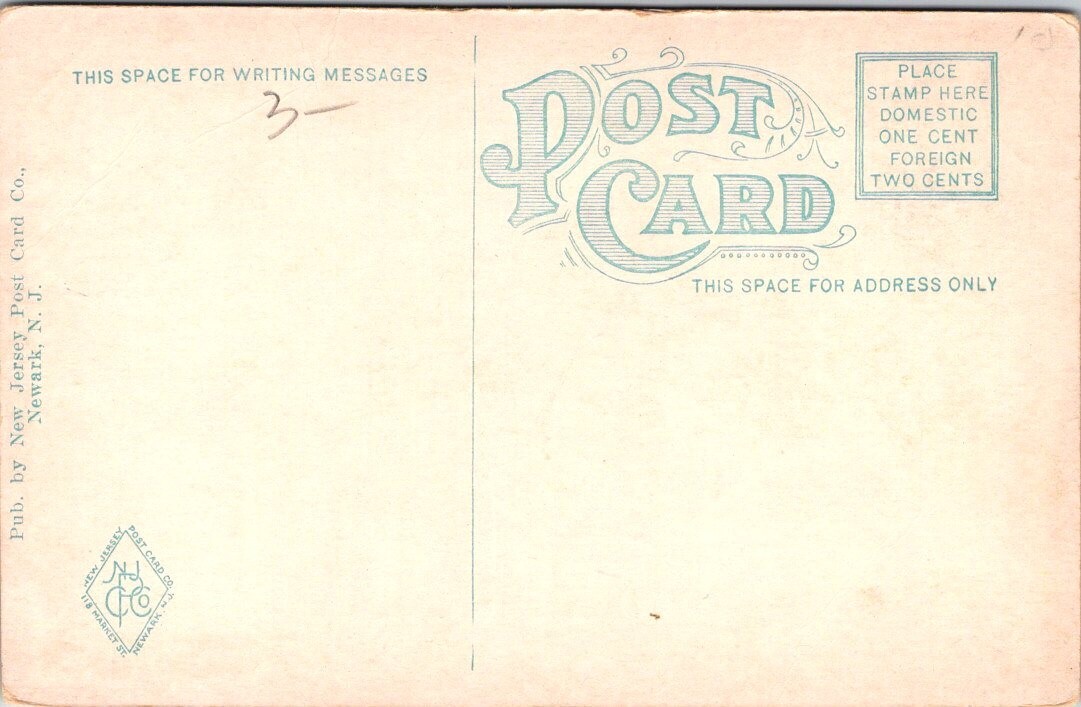 THIS SPACE FOR WRITING MESSAGES
3-
POST
CARD
PLACE
STAMP HERE
DOMESTIC
ONE CENT
FOREIGN
TWO CENTS
THIS SPACE FOR ADDRESS ONLY
Pub. by New Jersey Post Card Co.,
Newark, N. J.
NEW JERSEY
POST CARD CO.
118 MARKET ST.
NEWARK. N.J.
NJ
P
CCo